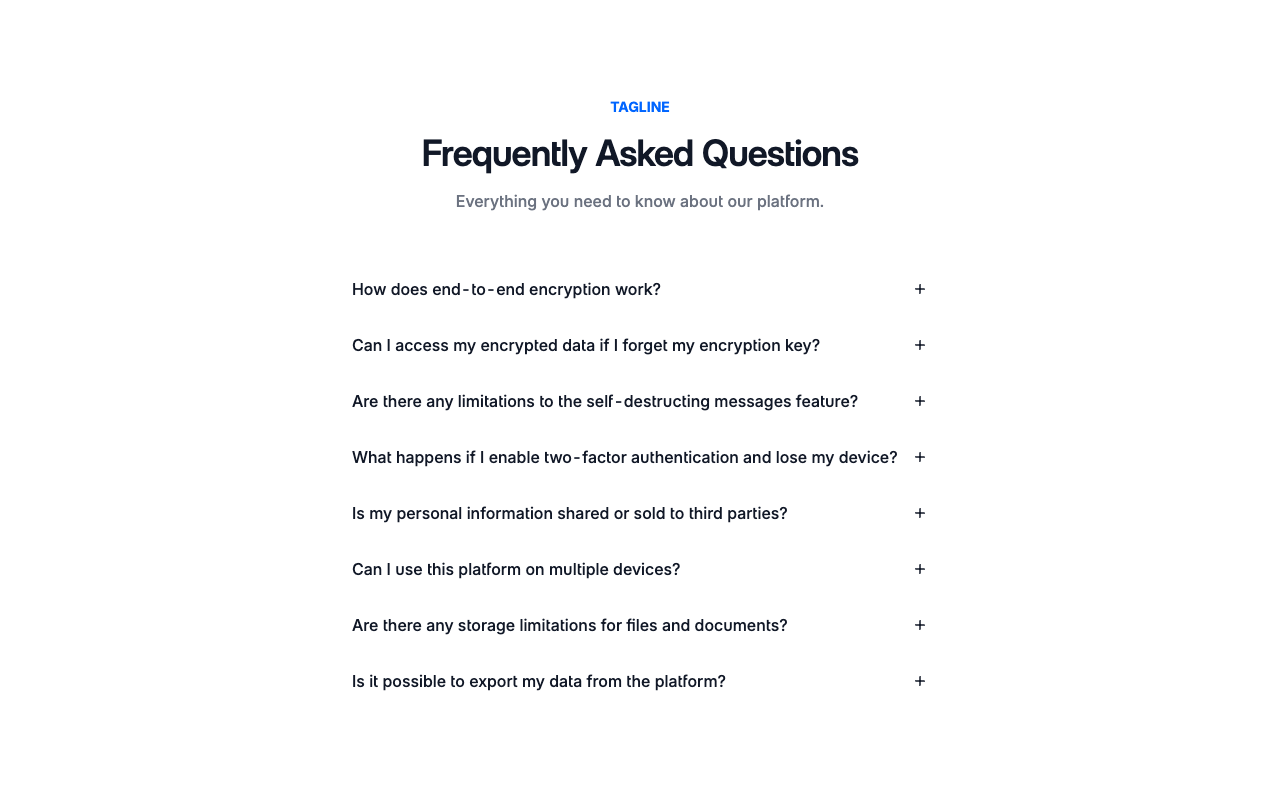 TAGLINE
Frequently Asked Questions
Everything you need to know about our platform.
How does end-to-end encryption work?
Can I access my encrypted data if I forget my encryption key?
Are there any limitations to the self-destructing messages feature?
What happens if I enable two-factor authentication and lose my device?
Is my personal information shared or sold to third parties?
Can I use this platform on multiple devices?
Are there any storage limitations for files and documents?
Is it possible to export my data from the platform?